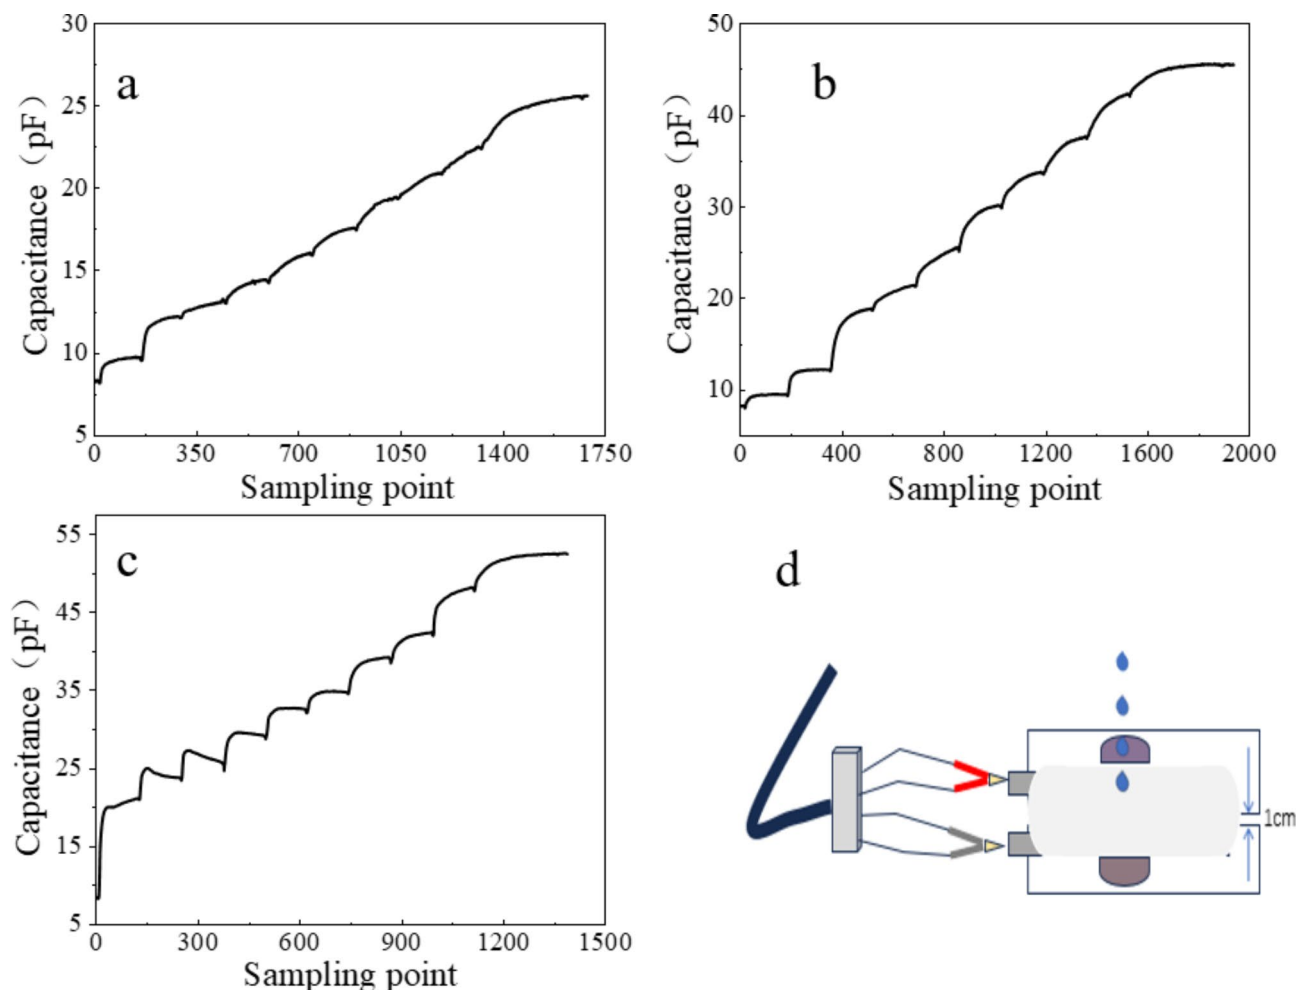 a
Capacitance（pF）
30
25
20
15
10
5
0 350 700 1050 1400 1750
Sampling point
b
Capacitance（pF）
50
40
30
20
10
0 400 800 1200 1600 2000
Sampling point
c
Capacitance（pF）
55
45
35
25
15
5
0 300 600 900 1200 1500
Sampling point
d
1cm